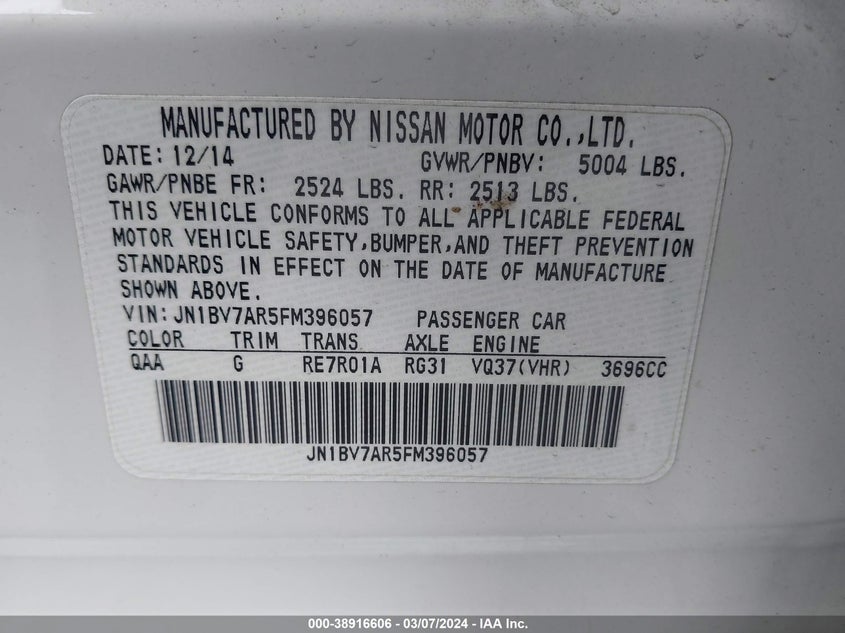 MANUFACTURED BY NISSAN MOTOR CO.,LTD.
DATE: 12/14 GVWR/PNBV: 5004 LBS.
GAWR/PNBE FR: 2524 LBS. RR: 2513 LBS.
THIS VEHICLE CONFORMS TO ALL APPLICABLE FEDERAL
MOTOR VEHICLE SAFETY,BUMPER,AND THEFT PREVENTION
STANDARDS IN EFFECT ON THE DATE OF MANUFACTURE
SHOWN ABOVE.
VIN: JN1BV7AR5FM396057 PASSENGER CAR
COLOR TRIM TRANS AXLE ENGINE
QAA G RE7R01A RG31 VQ37(VHR) 3696CC
JN1BV7AR5FM396057
000-38916606 - 03/07/2024 - IAA Inc.